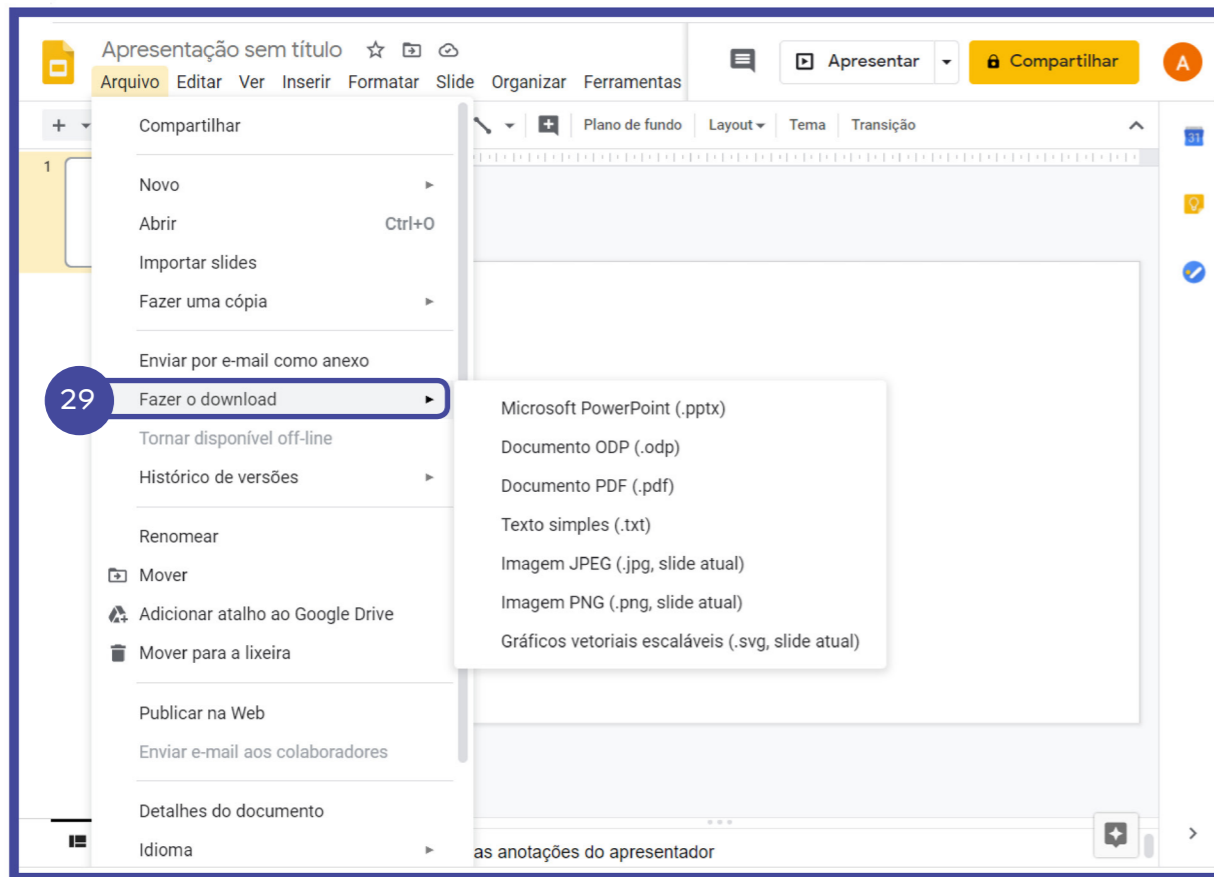 Apresentação sem título
Apresentar
Compartilhar
A
Arquivo Editar Ver Inserir Formatar Slide Organizar Ferramentas
Plano de fundo Layout Tema Transição
31
1
Compartilhar
Novo
Abrir Ctrl+O
Importar slides
Fazer uma cópia
Enviar por e-mail como anexo
29 Fazer o download
Tornar disponível off-line
Histórico de versões
Renomear
Mover
Adicionar atalho ao Google Drive
Mover para a lixeira
Publicar na Web
Enviar e-mail aos colaboradores
Detalhes do documento
Idioma
Microsoft PowerPoint (.pptx)
Documento ODP (.odp)
Documento PDF (.pdf)
Texto simples (.txt)
Imagem JPEG (.jpg, slide atual)
Imagem PNG (.png, slide atual)
Gráficos vetoriais escaláveis (.svg, slide atual)
as anotações do apresentador